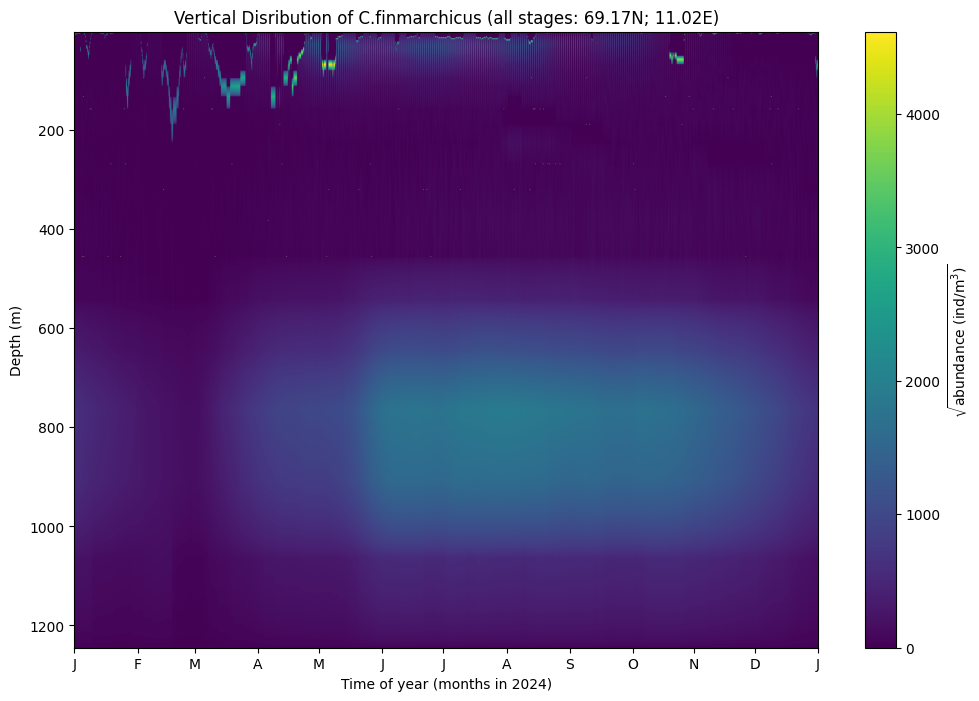 Vertical Disribution of C.finmarchicus (all stages: 69.17N; 11.02E)
Depth (m)
200
400
600
800
1000
1200
J F M A M J J A S O N D J
Time of year (months in 2024)
4000
3000
2000
1000
0
√abundance (ind/m³)